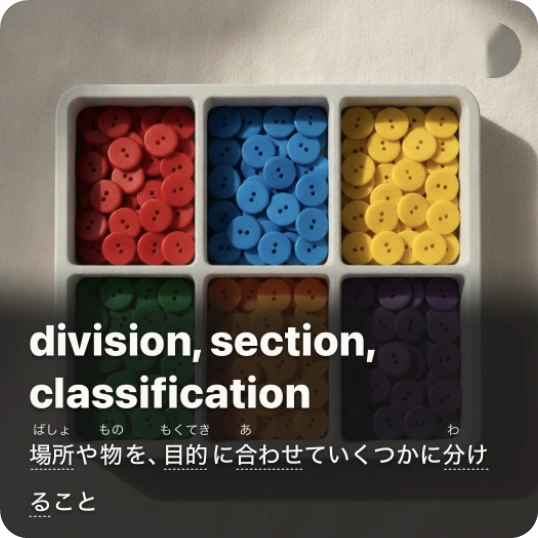 division, section,
classification
ばしょ もの もくてき あ わ
場所や物を、目的に合わせていくつかに分け
ること